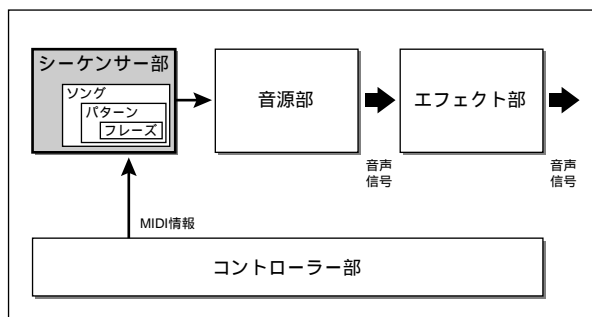 シーケンサー部
ソング
パターン
フレーズ
音源部
エフェクト部
音声
信号
音声
信号
MIDI情報
コントローラー部